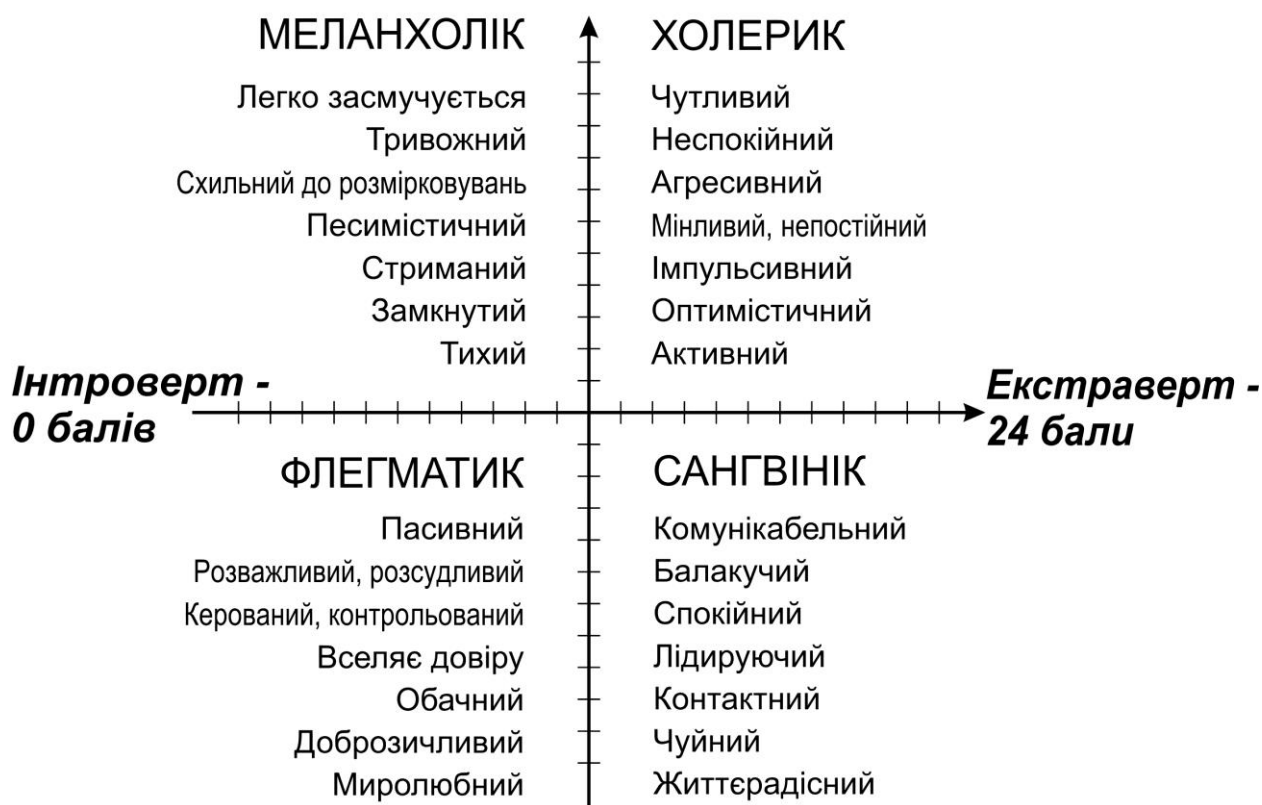 МЕЛАНХОЛІК
Легко засмучується
Тривожний
Схильний до розмірковувань
Песимістичний
Стриманий
Замкнутий
Тихий
ХОЛЕРИК
Чутливий
Неспокійний
Агресивний
Мінливий, непостійний
Імпульсивний
Оптимістичний
Активний
Інтроверт -
0 балів
Екстраверт -
24 бали
ФЛЕГМАТИК
Пасивний
Розважливий, розсудливий
Керований, контрольований
Вселяє довіру
Обачний
Доброзичливий
Миролюбний
САНГВІНІК
Комунікабельний
Балакучий
Спокійний
Лідируючий
Контактний
Чуйний
Життєрадісний